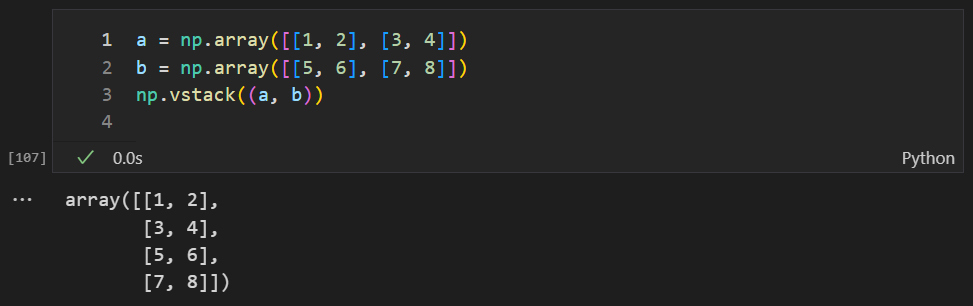 1 a = np.array([[1, 2], [3, 4]])
2 b = np.array([[5, 6], [7, 8]])
3 np.vstack((a, b))
4
[107] ✓ 0.0s Python
... array([[1, 2],
[3, 4],
[5, 6],
[7, 8]])